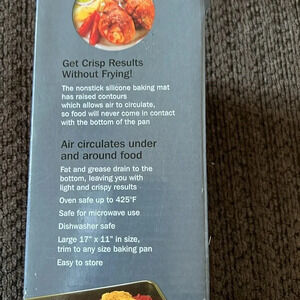 Get Crisp Results
Without Frying!
The nonstick silicone baking mat
has raised contours
which allows air to circulate,
so food will never come in contact
with the bottom of the pan
Air circulates under
and around food
Fat and grease drain to the
bottom, leaving you with
light and crispy results
Oven safe up to 425°F
Safe for microwave use
Dishwasher safe
Large 17" x 11" in size,
trim to any size baking pan
Easy to store